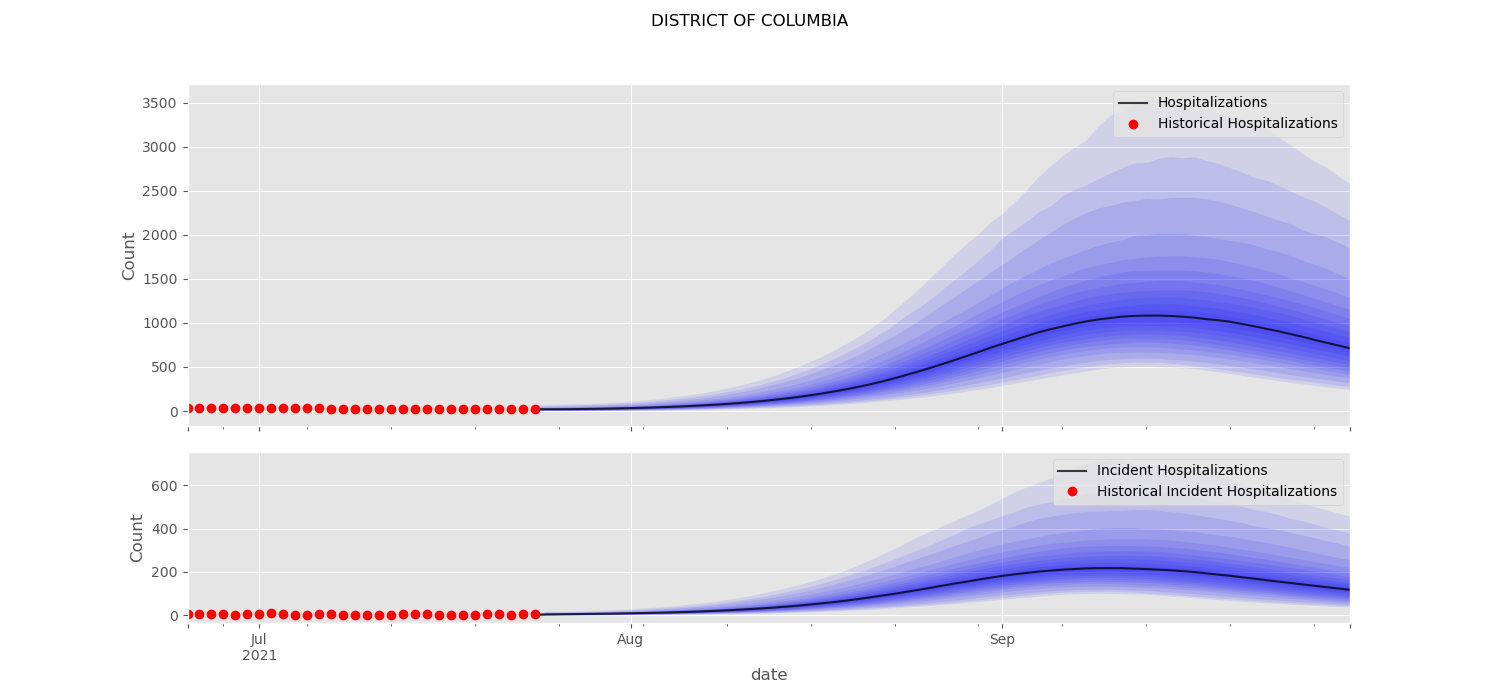 DISTRICT OF COLUMBIA
3500
3000
2500
2000
1500
1000
500
0
Count
Hospitalizations
Historical Hospitalizations
600
400
200
0
Count
Incident Hospitalizations
Historical Incident Hospitalizations
Jul
2021
Aug
Sep
date